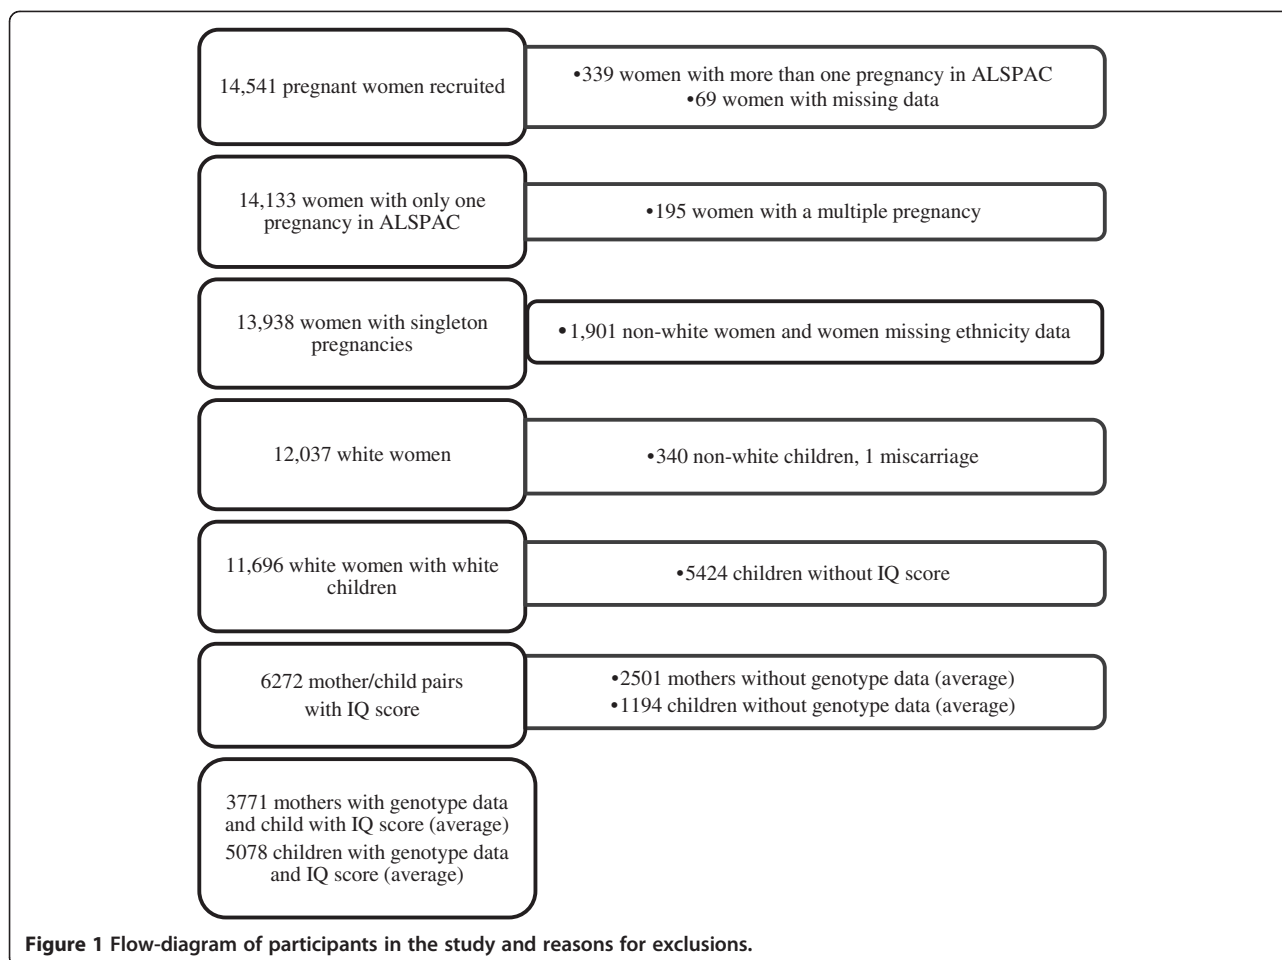 14,541 pregnant women recruited
•339 women with more than one pregnancy in ALSPAC
•69 women with missing data
14,133 women with only one
pregnancy in ALSPAC
•195 women with a multiple pregnancy
13,938 women with singleton
pregnancies
•1,901 non-white women and women missing ethnicity data
12,037 white women
•340 non-white children, 1 miscarriage
11,696 white women with white
children
•5424 children without IQ score
6272 mother/child pairs
with IQ score
•2501 mothers without genotype data (average)
•1194 children without genotype data (average)
3771 mothers with genotype data
and child with IQ score (average)
5078 children with genotype data
and IQ score (average)
Figure 1 Flow-diagram of participants in the study and reasons for exclusions.